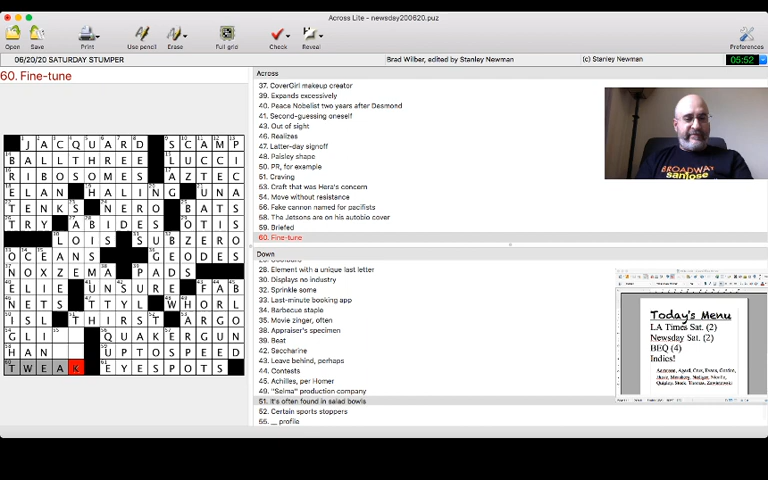 Across Lite - newsday200620.puz
Open
Save
Print
Use pencil
Erase
Full grid
Check
Reveal
Preferences
06/20/20 SATURDAY STUMPER
Brad Wilber, edited by Stanley Newman
(c) Stanley Newman
05:52
60. Fine-tune
Across
37. CoverGirl makeup creator
39. Expands excessively
40. Peace Nobelist two years after Desmond
41. Second-guessing oneself
43. Out of sight
46. Realizes
47. Latter-day signoff
48. Paisley shape
50. PR, for example
51. Craving
53. Craft that was Hera's concern
54. Move without resistance
56. Fake cannon named for pacifists
58. The Jetsons are on his autobio cover
59. Briefed
60. Fine-tune
Down
28. Element with a unique last letter
30. Displays no industry
32. Sprinkle some
33. Last-minute booking app
34. Barbecue staple
35. Movie zinger, often
38. Appraiser's specimen
39. Beat
42. Saccharine
43. Leave behind, perhaps
44. Contests
45. Achilles, per Homer
49. "Selma" production company
51. It's often found in salad bowls
52. Certain sports stoppers
55. __ profile
JACQUARD SCAMP
BALLTHREE LUCCI
RIBOSOMES AZTEC
ELAN HALING UNA
TENKS NERO BATS
TRY ABIDES OTIS
LOIS SUBZERO
OCEANS GEODES
NOXZEMA PADS
ELIE UNSURE FAB
NETS TTYL WHORL
ISL THIRST ARGO
GLI QUAKERGUN
HAN UPTOSPEED
TWEAK EYESPOTS
BROADWAY
san jose
Today's Menu
LA Times Sat. (2)
Newsday Sat. (2)
BEQ (4)
Indies!